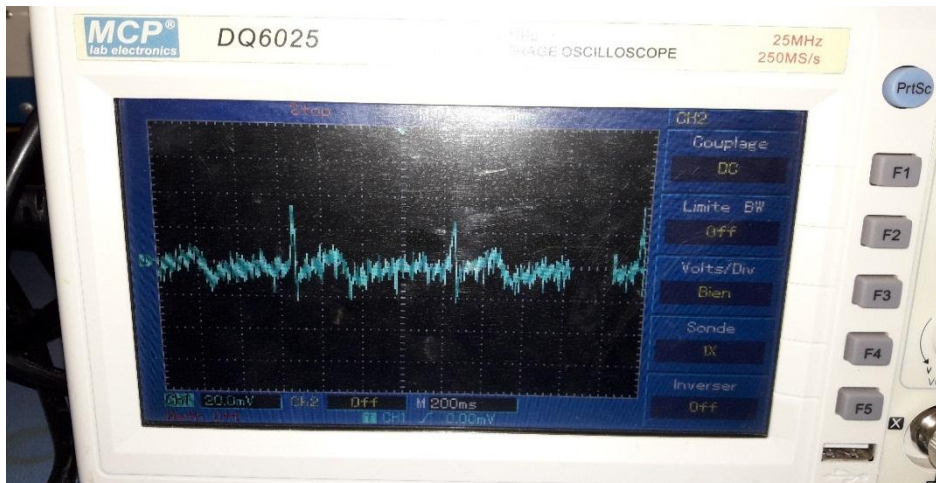 MCP®
lab electronics
DQ6025
OSCILLOSCOPE
25MHz
250MS/s
PrtSc
Stop
CH2
Couplage
DC
F1
Limite BW
Off
F2
Volts/Div
Bien
F3
Sonde
1X
F4
Inverser
Off
F5
X
CH1 20.0mV Ch2 Off M 200ms
T CH1 0.00mV